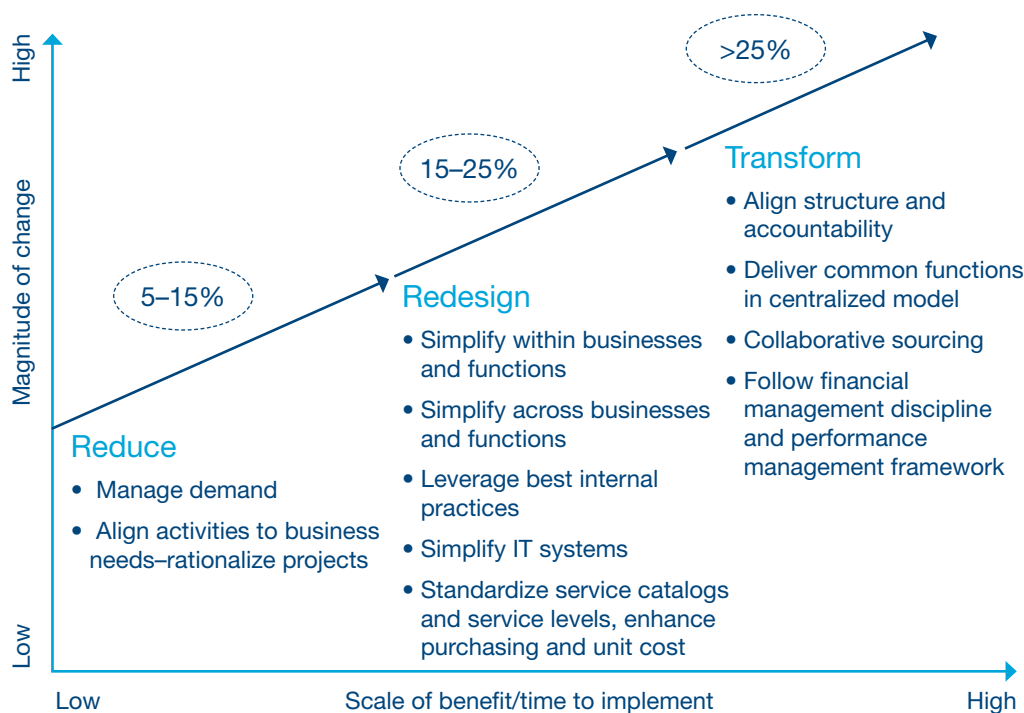 High
Magnitude of change
Low
5–15%
15–25%
>25%
Reduce
• Manage demand
• Align activities to business
needs–rationalize projects
Redesign
• Simplify within businesses
and functions
• Simplify across businesses
and functions
• Leverage best internal
practices
• Simplify IT systems
• Standardize service catalogs
and service levels, enhance
purchasing and unit cost
Transform
• Align structure and
accountability
• Deliver common functions
in centralized model
• Collaborative sourcing
• Follow financial
management discipline
and performance
management framework
Low
Scale of benefit/time to implement
High